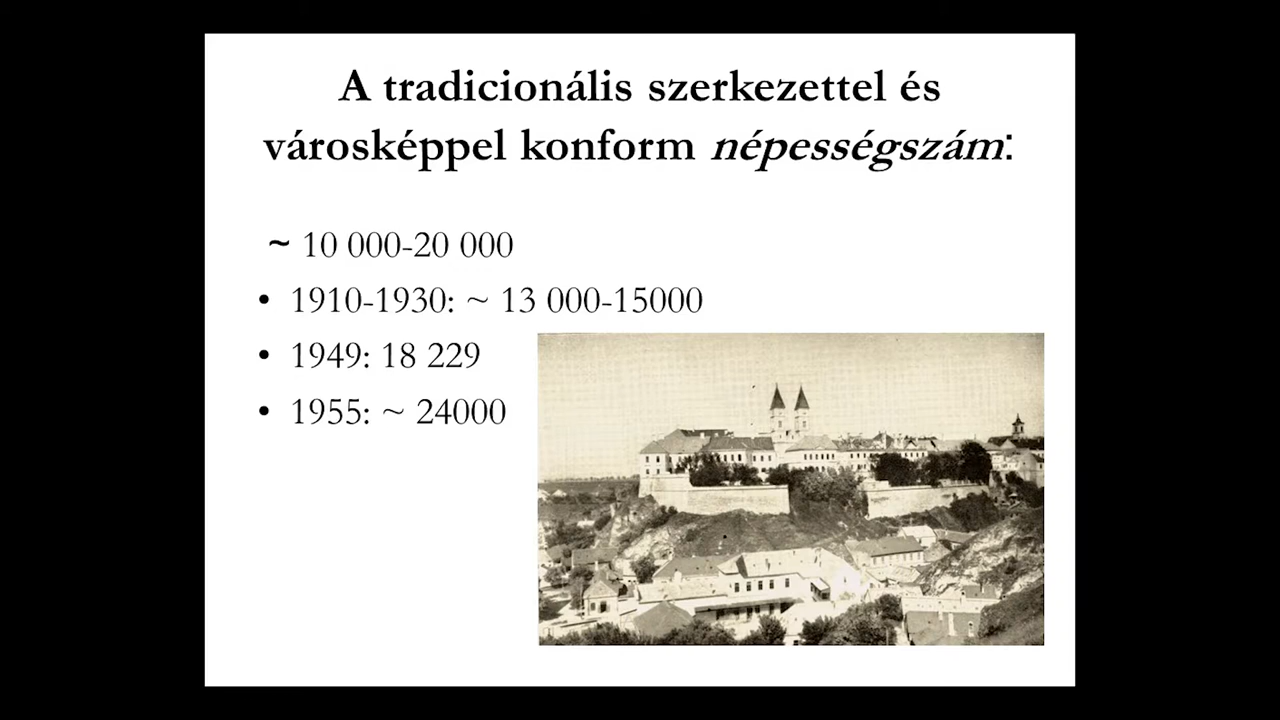 A tradicionális szerkezettel és
városképpel konform népességszám:
~ 10 000-20 000
• 1910-1930: ~ 13 000-15000
• 1949: 18 229
• 1955: ~ 24000